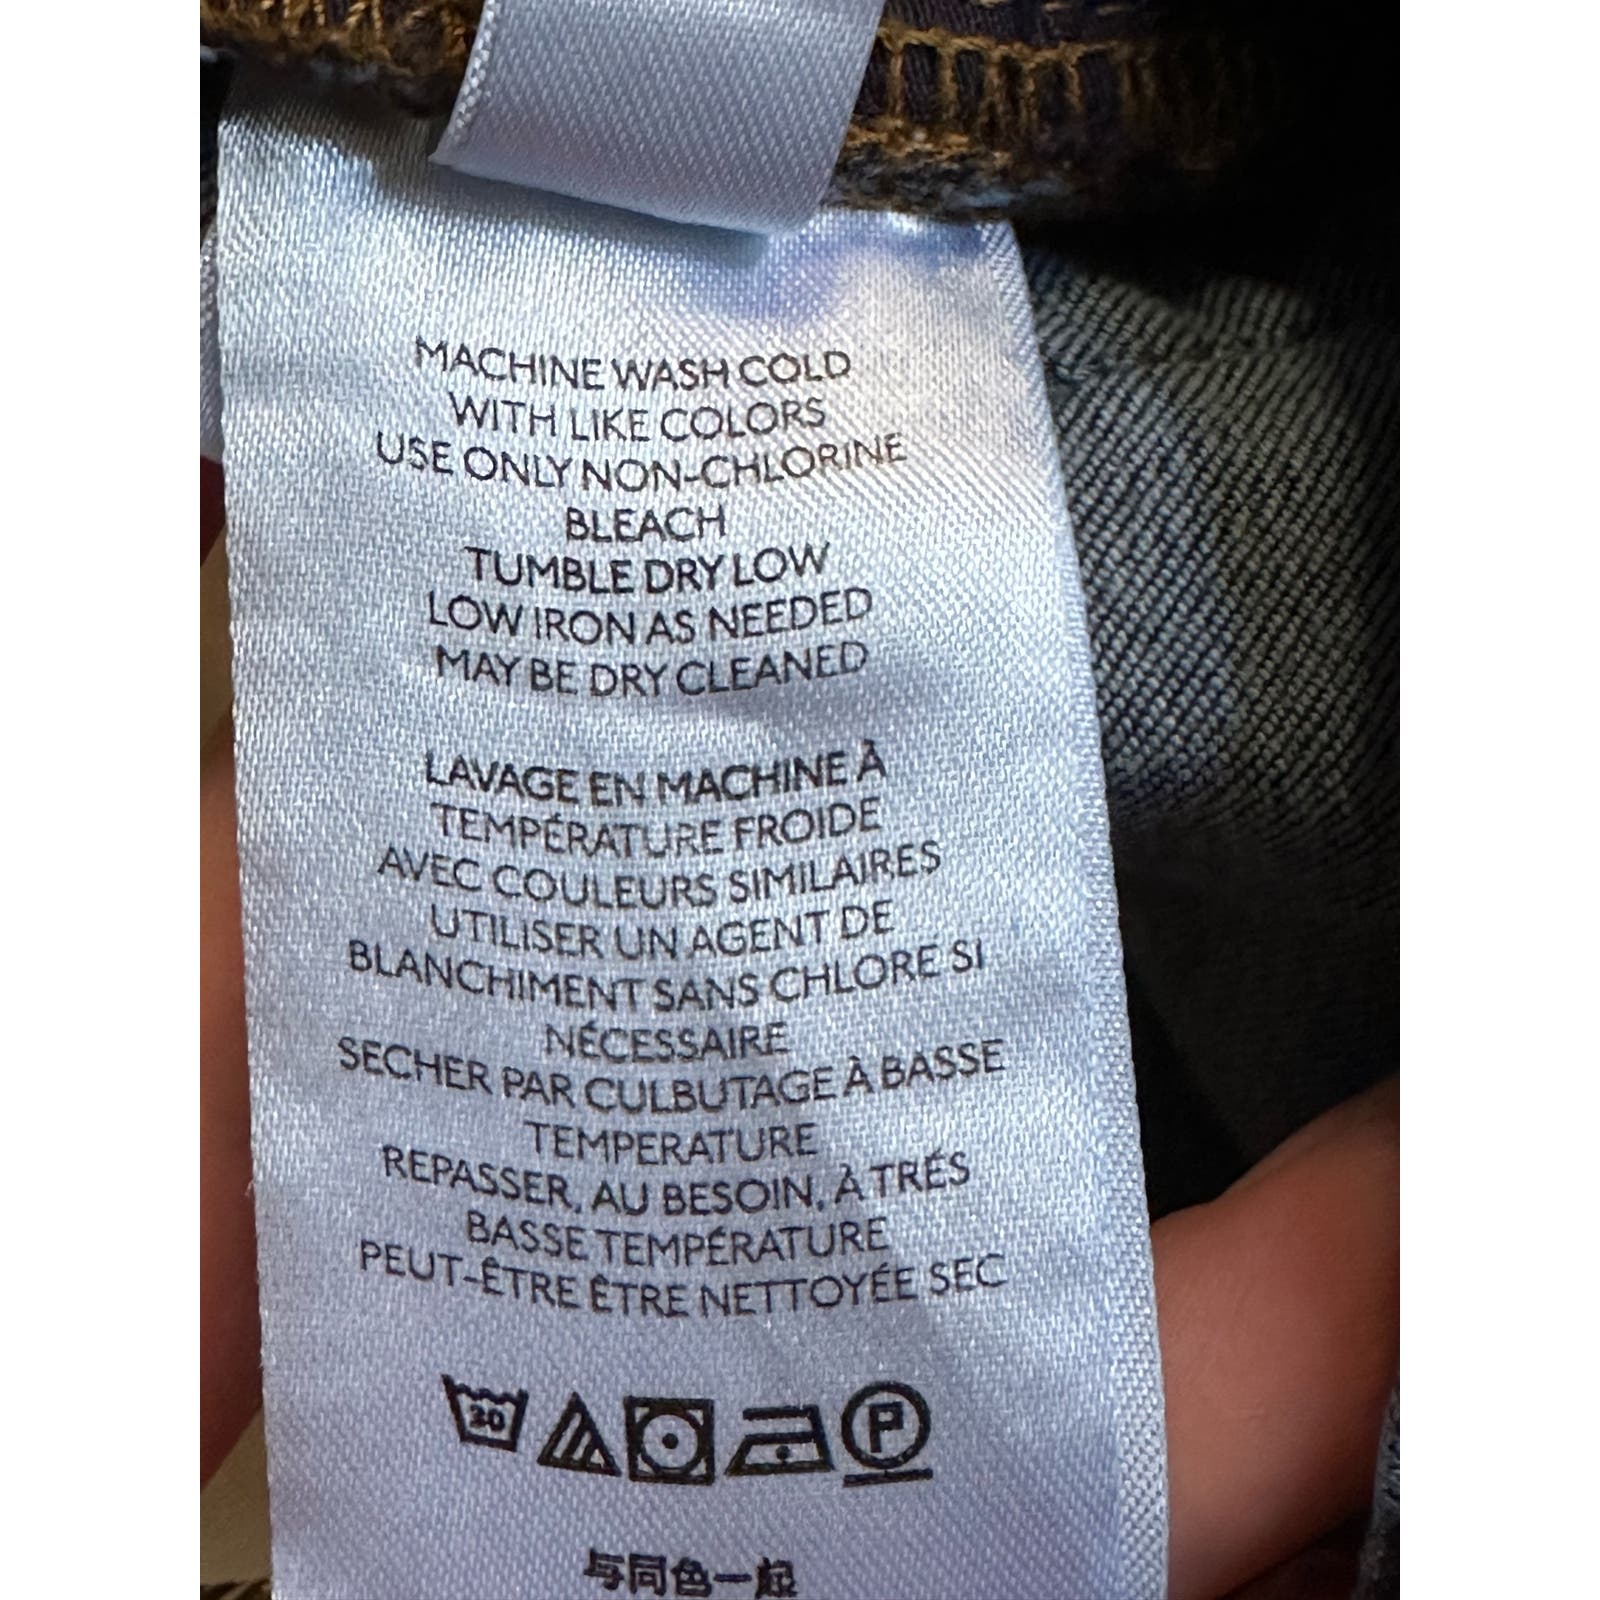 MACHINE WASH COLD
WITH LIKE COLORS
USE ONLY NON-CHLORINE
BLEACH
TUMBLE DRY LOW
LOW IRON AS NEEDED
MAY BE DRY CLEANED
LAVAGE EN MACHINE À
TEMPÉRATURE FROIDE
AVEC COULEURS SIMILAIRES
UTILISER UN AGENT DE
BLANCHIMENT SANS CHLORE SI
NÉCESSAIRE
SECHER PAR CULBUTAGE À BASSE
TEMPERATURE
REPASSER, AU BESOIN, À TRÉS
BASSE TEMPÉRATURE
PEUT-ÊTRE ÊTRE NETTOYÉE SEC
30 P
与同色一起